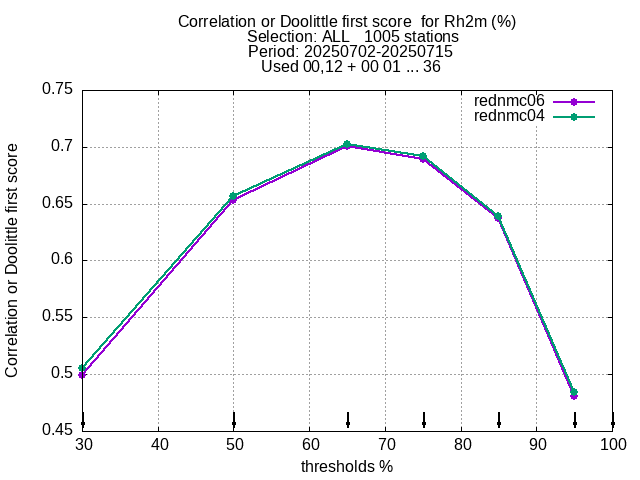 Correlation or Doolittle first score  for Rh2m (%)
Selection: ALL   1005 stations
Period: 20250702-20250715
Used 00,12 + 00 01 ... 36
rednmc06
rednmc04
Correlation or Doolittle first score
0.75
0.7
0.65
0.6
0.55
0.5
0.45
30 40 50 60 70 80 90 100
thresholds %